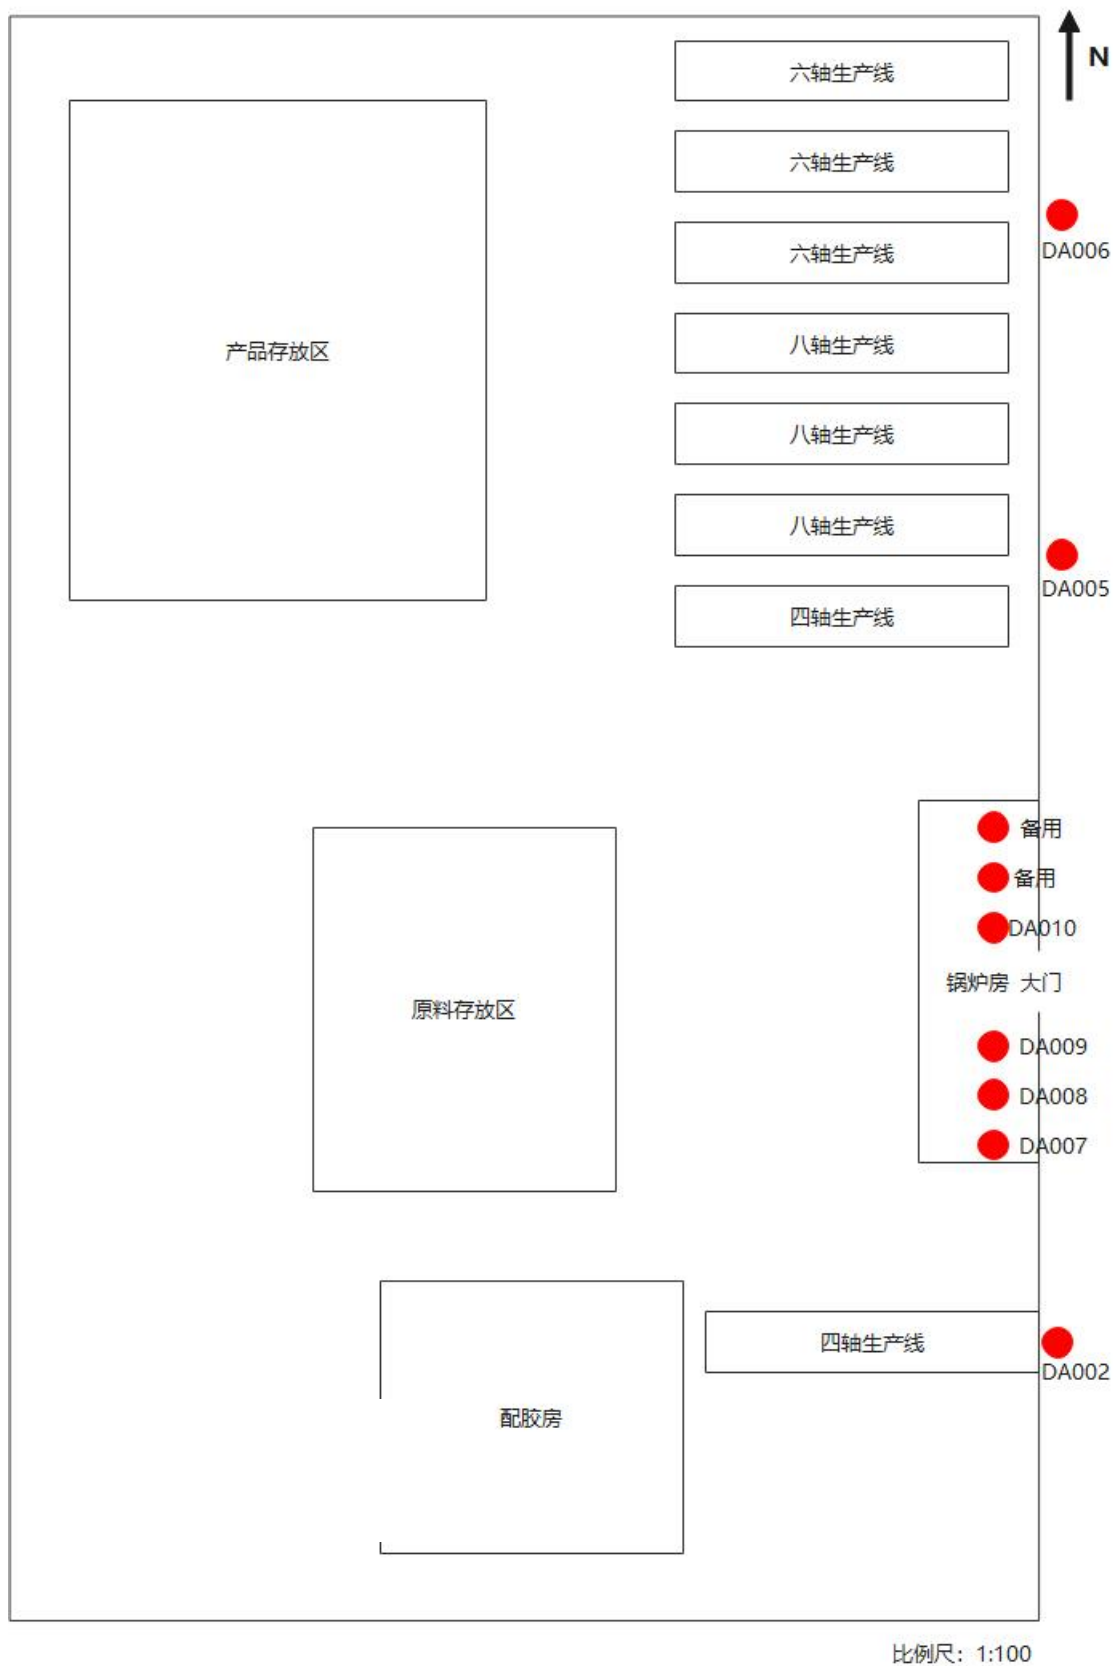 N
六轴生产线
六轴生产线
DA006
六轴生产线
八轴生产线
产品存放区
八轴生产线
八轴生产线
DA005
四轴生产线
备用
备用
DA010
锅炉房 大门
原料存放区
DA009
DA008
DA007
四轴生产线
DA002
配胶房
比例尺：1:100